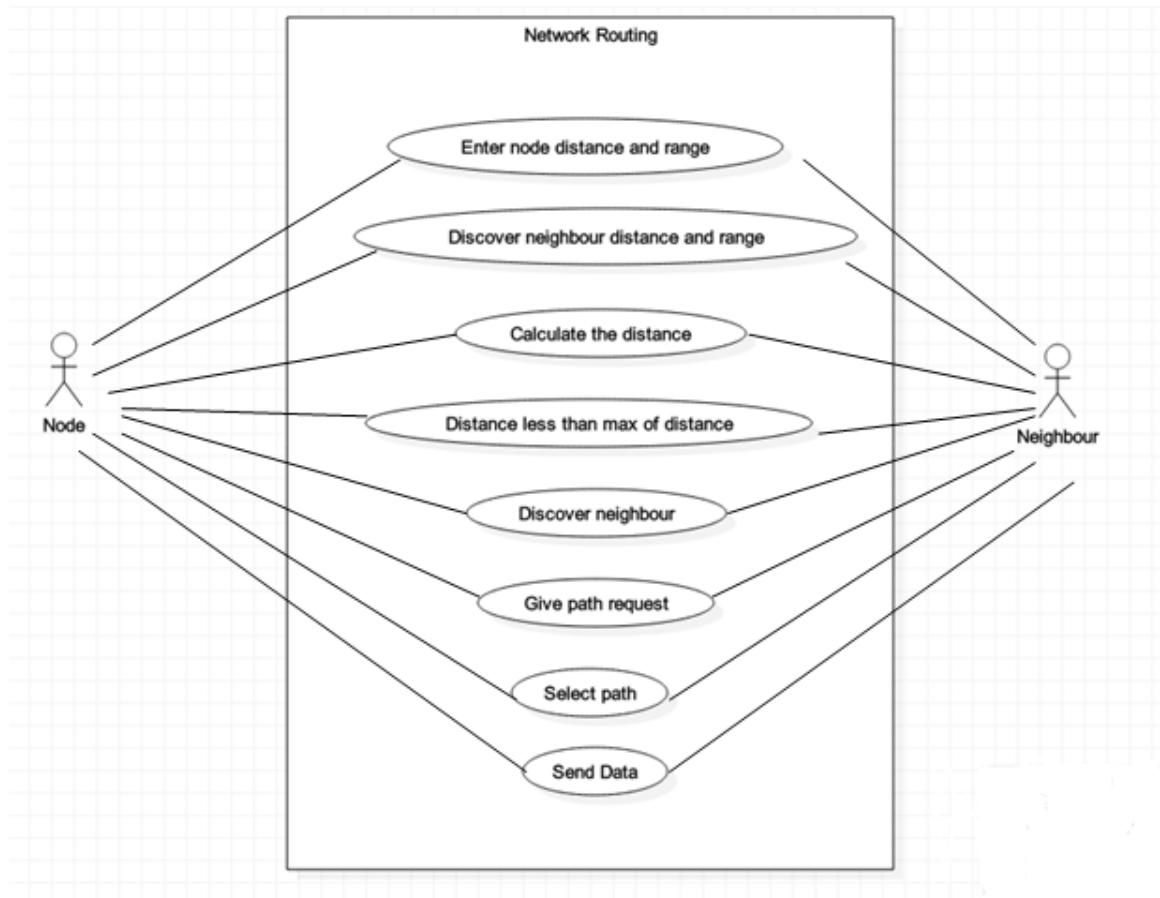 Network Routing
Enter node distance and range
Discover neighbour distance and range
Calculate the distance
Node
Distance less than max of distance
Neighbour
Discover neighbour
Give path request
Select path
Send Data